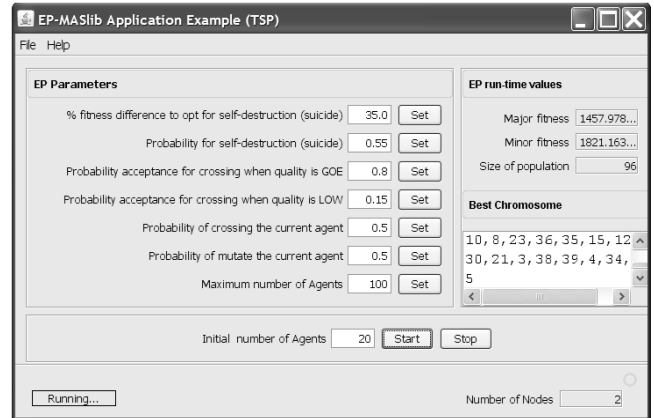 EP-MASlib Application Example (TSP)
File Help
EP Parameters
% fitness difference to opt for self-destruction (suicide) 35.0 Set
Probability for self-destruction (suicide) 0.55 Set
Probability acceptance for crossing when quality is GOE 0.8 Set
Probability acceptance for crossing when quality is LOW 0.15 Set
Probability of crossing the current agent 0.5 Set
Probability of mutate the current agent 0.5 Set
Maximum number of Agents 100 Set
EP run-time values
Major fitness 1457.978...
Minor fitness 1821.163...
Size of population 96
Best Chromosome
10,8,23,36,35,15,12
30,21,3,38,39,4,34,
5
Initial number of Agents 20 Start Stop
Running...
Number of Nodes 2